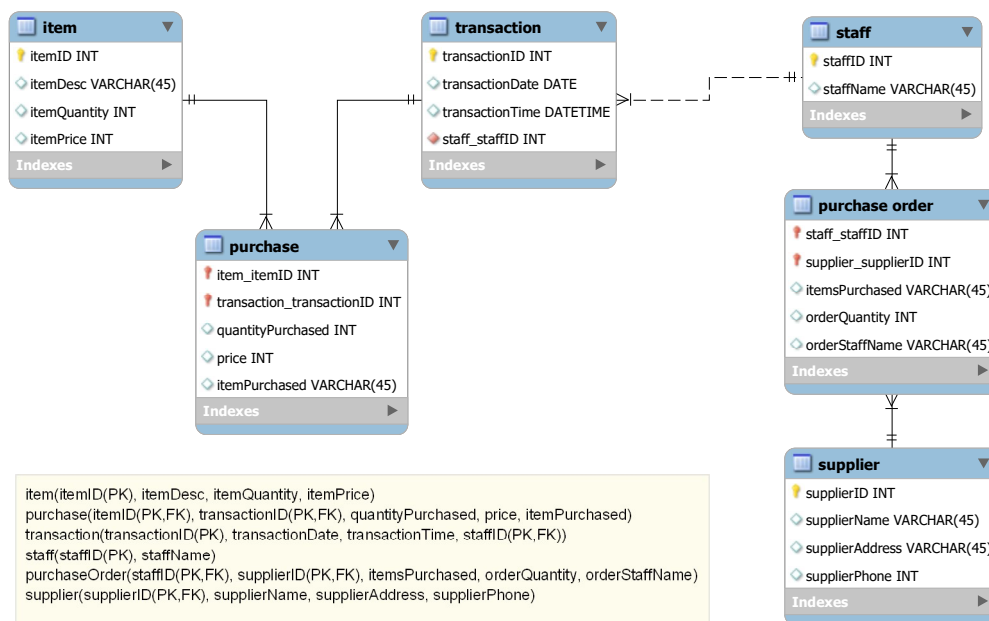 item
itemID INT
itemDesc VARCHAR(45)
itemQuantity INT
itemPrice INT
Indexes
transaction
transactionID INT
transactionDate DATE
transactionTime DATETIME
staff_staffID INT
Indexes
staff
staffID INT
staffName VARCHAR(45)
Indexes
purchase
item_itemID INT
transaction_transactionID INT
quantityPurchased INT
price INT
itemPurchased VARCHAR(45)
Indexes
purchase order
staff_staffID INT
supplier_supplierID INT
itemsPurchased VARCHAR(45)
orderQuantity INT
orderStaffName VARCHAR(45)
Indexes
supplier
supplierID INT
supplierName VARCHAR(45)
supplierAddress VARCHAR(45)
supplierPhone INT
Indexes
item(itemID(PK), itemDesc, itemQuantity, itemPrice)
purchase(itemID(PK,FK), transactionID(PK,FK), quantityPurchased, price, itemPurchased)
transaction(transactionID(PK), transactionDate, transactionTime, staffID(PK,FK))
staff(staffID(PK), staffName)
purchaseOrder(staffID(PK,FK), supplierID(PK,FK), itemsPurchased, orderQuantity, orderStaffName)
supplier(supplierID(PK,FK), supplierName, supplierAddress, supplierPhone)